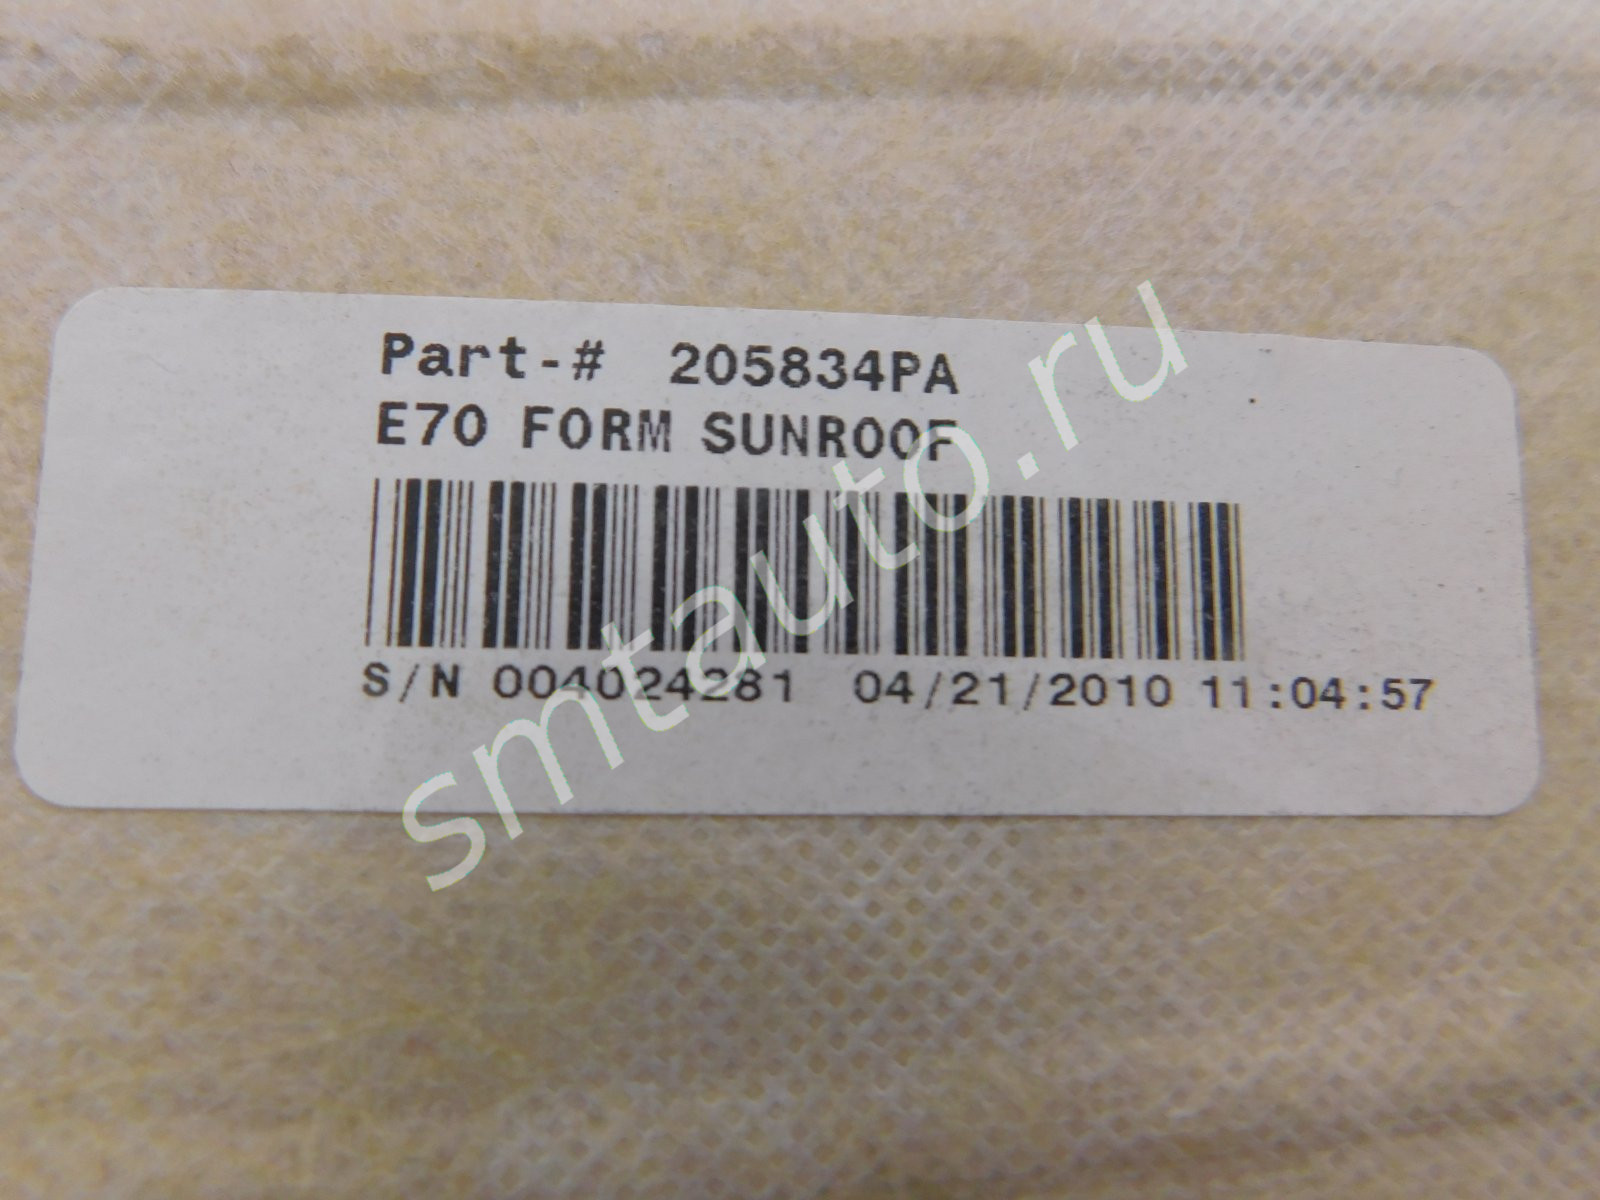 Part-# 205834PA
E70 FORM SUNROOF
S/N 004024281 04/21/2010 11:04:57
smtauto.ru